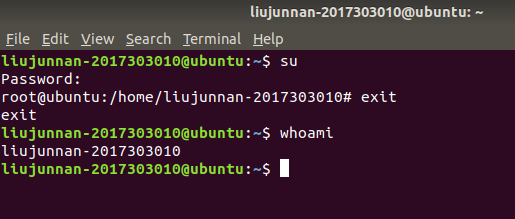 liujunnan-2017303010@ubuntu: ~
File Edit View Search Terminal Help
liujunnan-2017303010@ubuntu:~$ su
Password:
root@ubuntu:/home/liujunnan-2017303010# exit
exit
liujunnan-2017303010@ubuntu:~$ whoami
liujunnan-2017303010
liujunnan-2017303010@ubuntu:~$